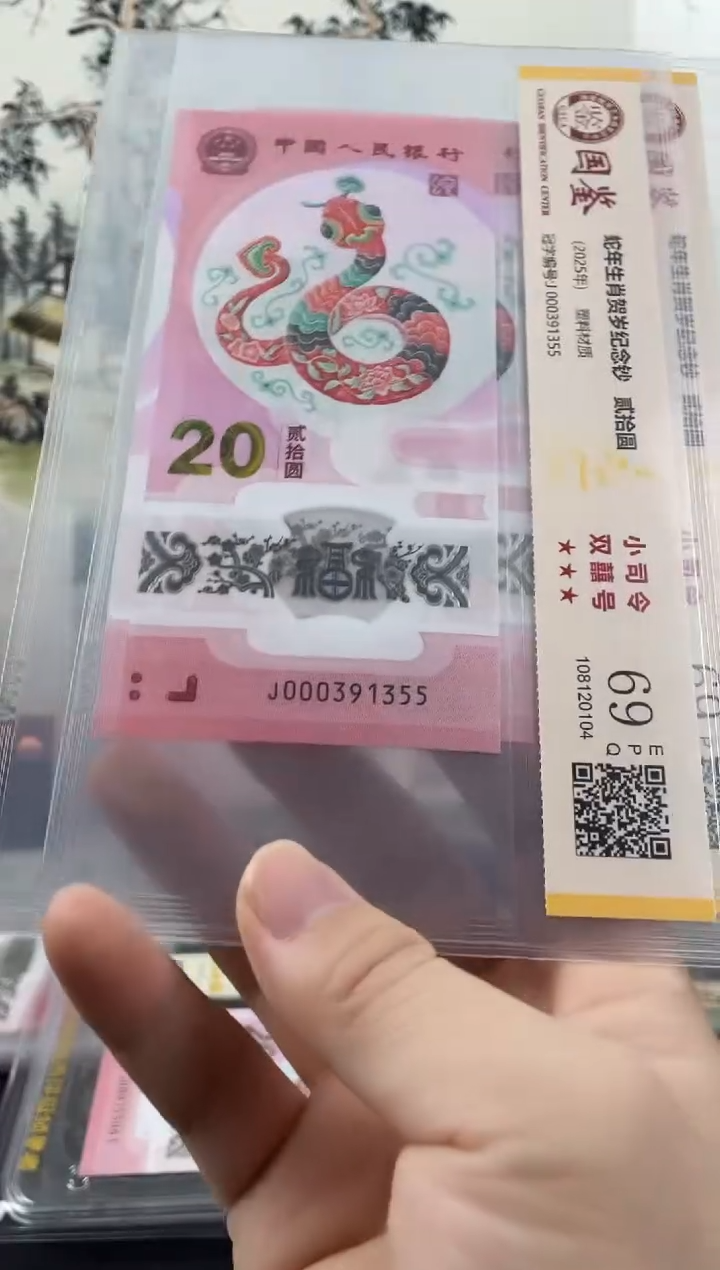 中國人民银行
20
贰拾圆
福
J000391355
国鉴
蛇年生肖贺岁纪念钞 贰拾圆
(2025年) 塑料材质
冠字编号J000391355
小司令
双囍号
★★★
69
EPQ
108120104